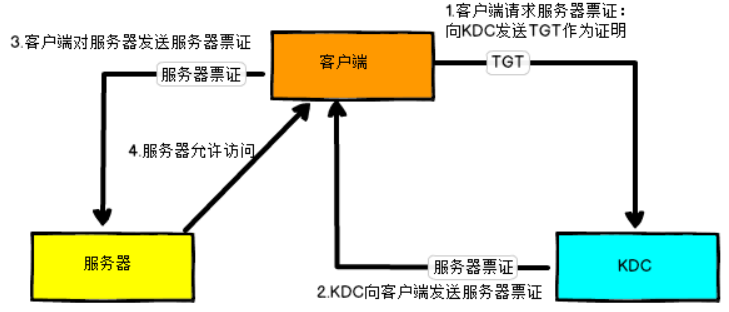 1.客户端请求服务器票证：
向KDC发送TGT作为证明
3.客户端对服务器发送服务器票证
客户端
TGT
服务器票证
4.服务器允许访问
服务器
服务器票证
KDC
2.KDC向客户端发送服务器票证